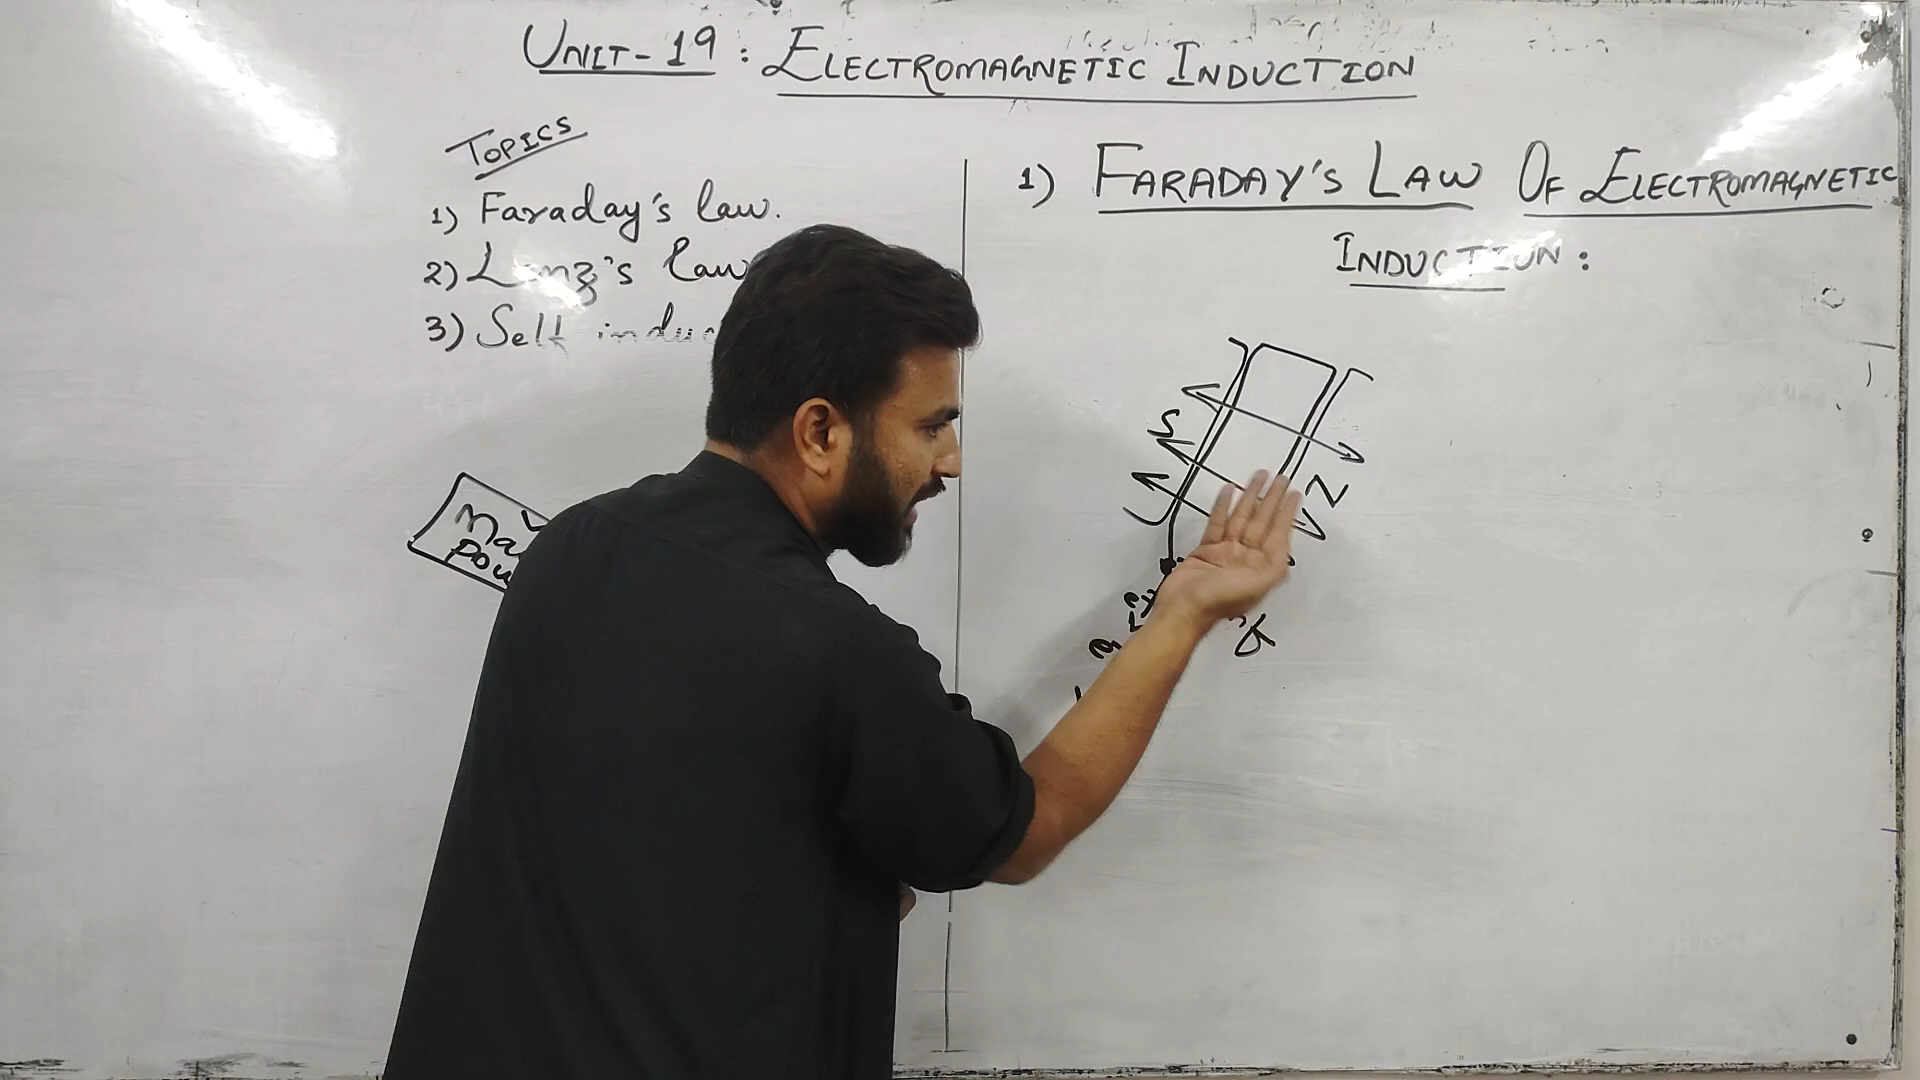 UNIT-19 : ELECTROMAGNETIC INDUCTION
TOPICS
1) Faraday's law.
2) Lenz's law
3) Self induc
1) FARADAY'S LAW OF ELECTROMAGNETIC
INDUCTION :
S
N